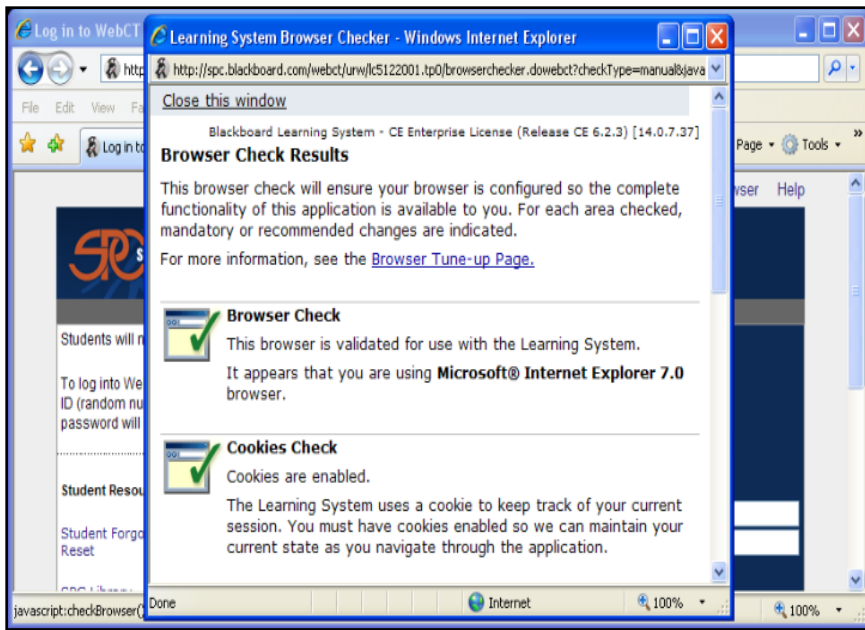 Log in to WebCT
Learning System Browser Checker - Windows Internet Explorer
http
http://spc.blackboard.com/webct/urw/lc5122001.tp0/browserchecker.dowebct?checkType=manual&java
File Edit View Fa
Close this window
Log in to
Page Tools
Blackboard Learning System - CE Enterprise License (Release CE 6.2.3) [14.0.7.37]
Browser Check Results
This browser check will ensure your browser is configured so the complete
functionality of this application is available to you. For each area checked,
mandatory or recommended changes are indicated.
For more information, see the Browser Tune-up Page.
wser Help
SPC
Browser Check
This browser is validated for use with the Learning System.
It appears that you are using Microsoft® Internet Explorer 7.0
browser.
Students will n
To log into We
ID (random nu
password will
Cookies Check
Cookies are enabled.
The Learning System uses a cookie to keep track of your current
session. You must have cookies enabled so we can maintain your
current state as you navigate through the application.
Student Resou
Student Forgo
Reset
javascript:checkBrowser(
Done
Internet
100%
100%